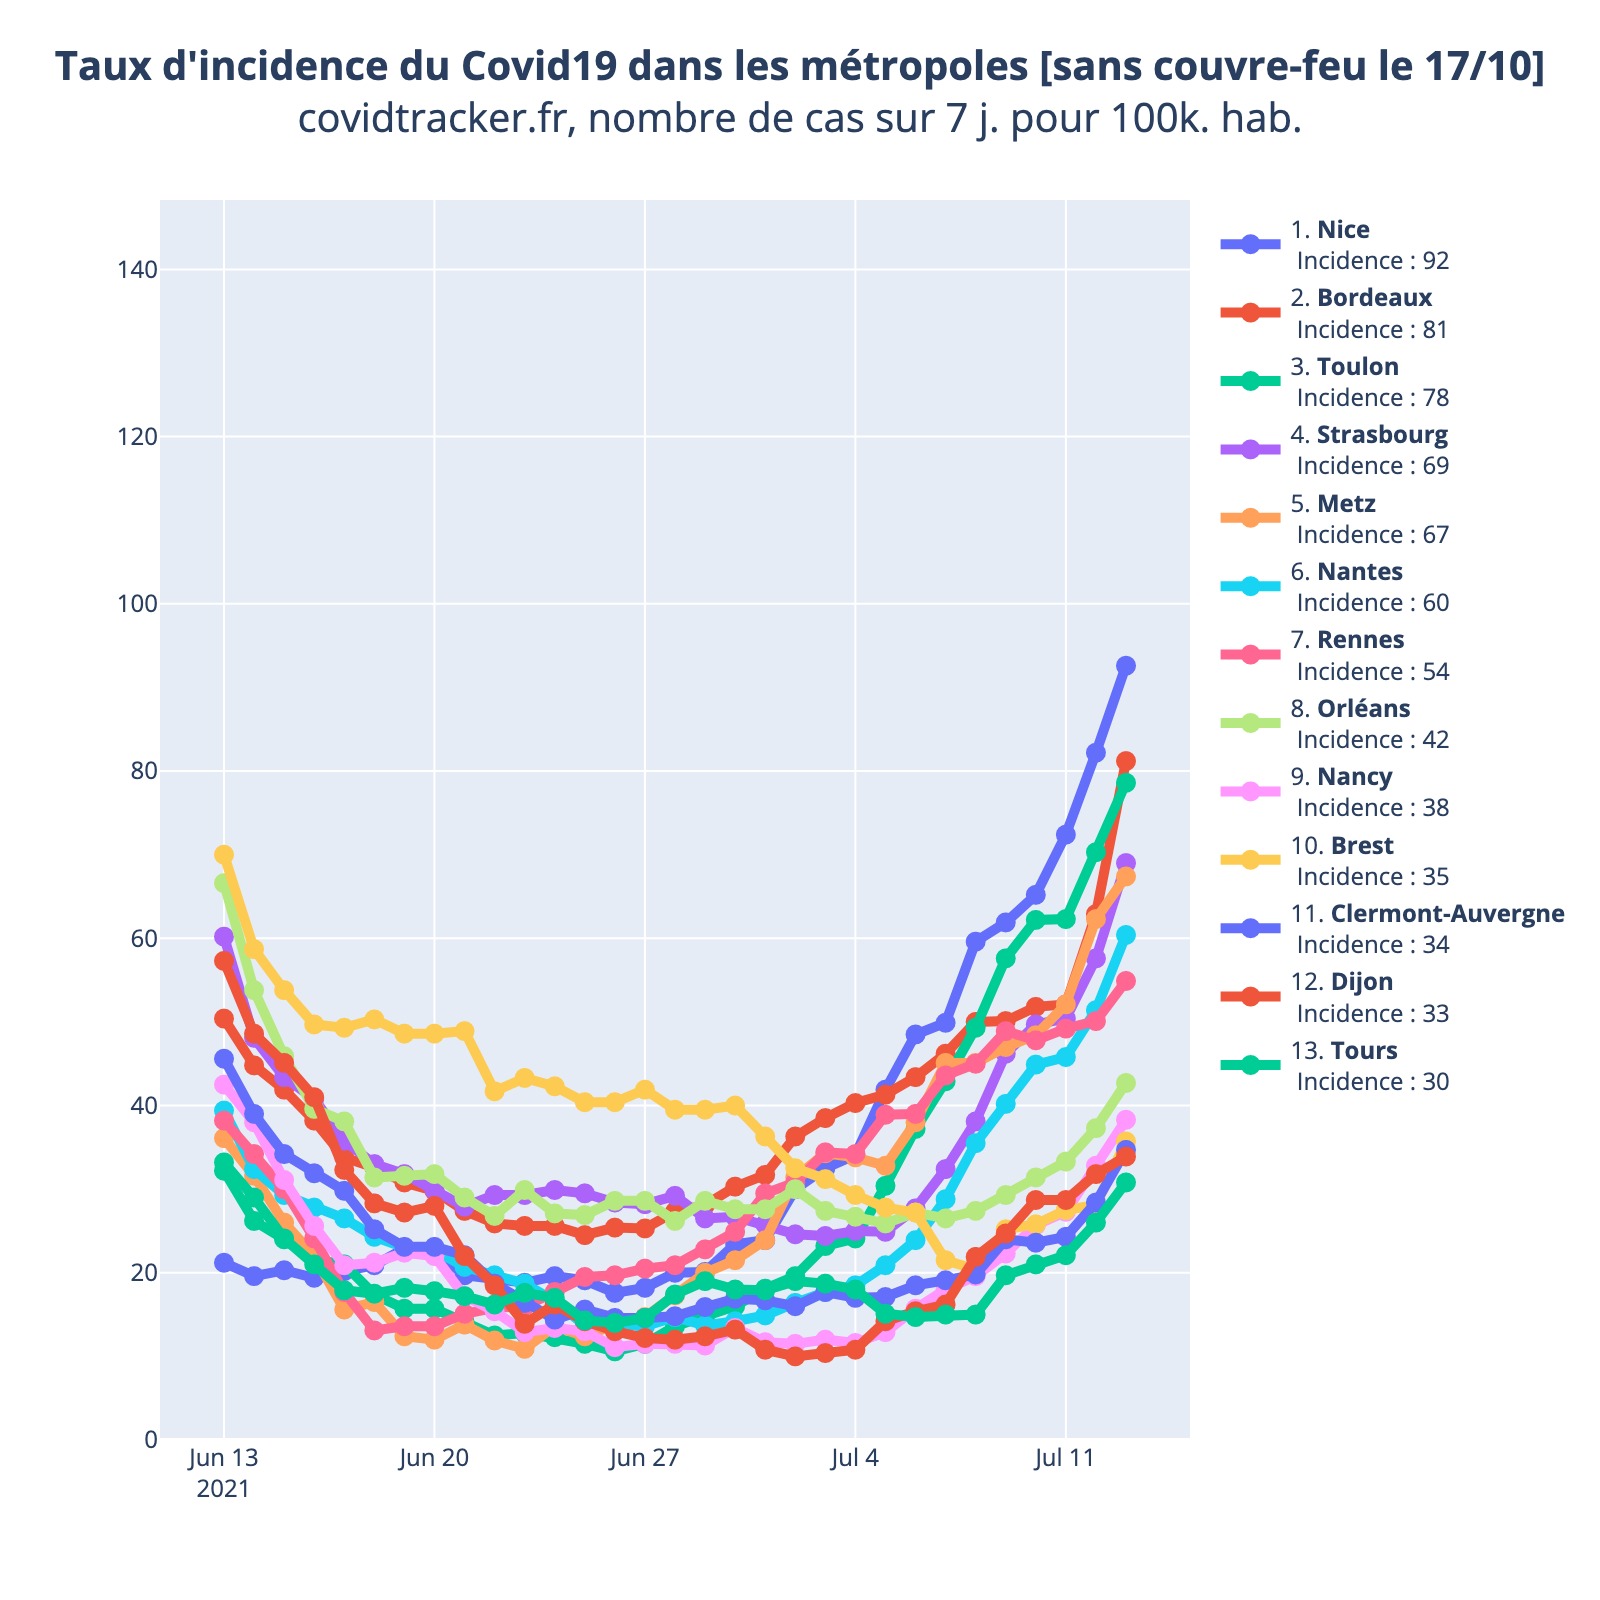 Taux d'incidence du Covid19 dans les métropoles [sans couvre-feu le 17/10]
covidtracker.fr, nombre de cas sur 7 j. pour 100k. hab.
140
120
100
80
60
40
20
0
Jun 13
2021
Jun 20
Jun 27
Jul 4
Jul 11
1. Nice
Incidence : 92
2. Bordeaux
Incidence : 81
3. Toulon
Incidence : 78
4. Strasbourg
Incidence : 69
5. Metz
Incidence : 67
6. Nantes
Incidence : 60
7. Rennes
Incidence : 54
8. Orléans
Incidence : 42
9. Nancy
Incidence : 38
10. Brest
Incidence : 35
11. Clermont-Auvergne
Incidence : 34
12. Dijon
Incidence : 33
13. Tours
Incidence : 30